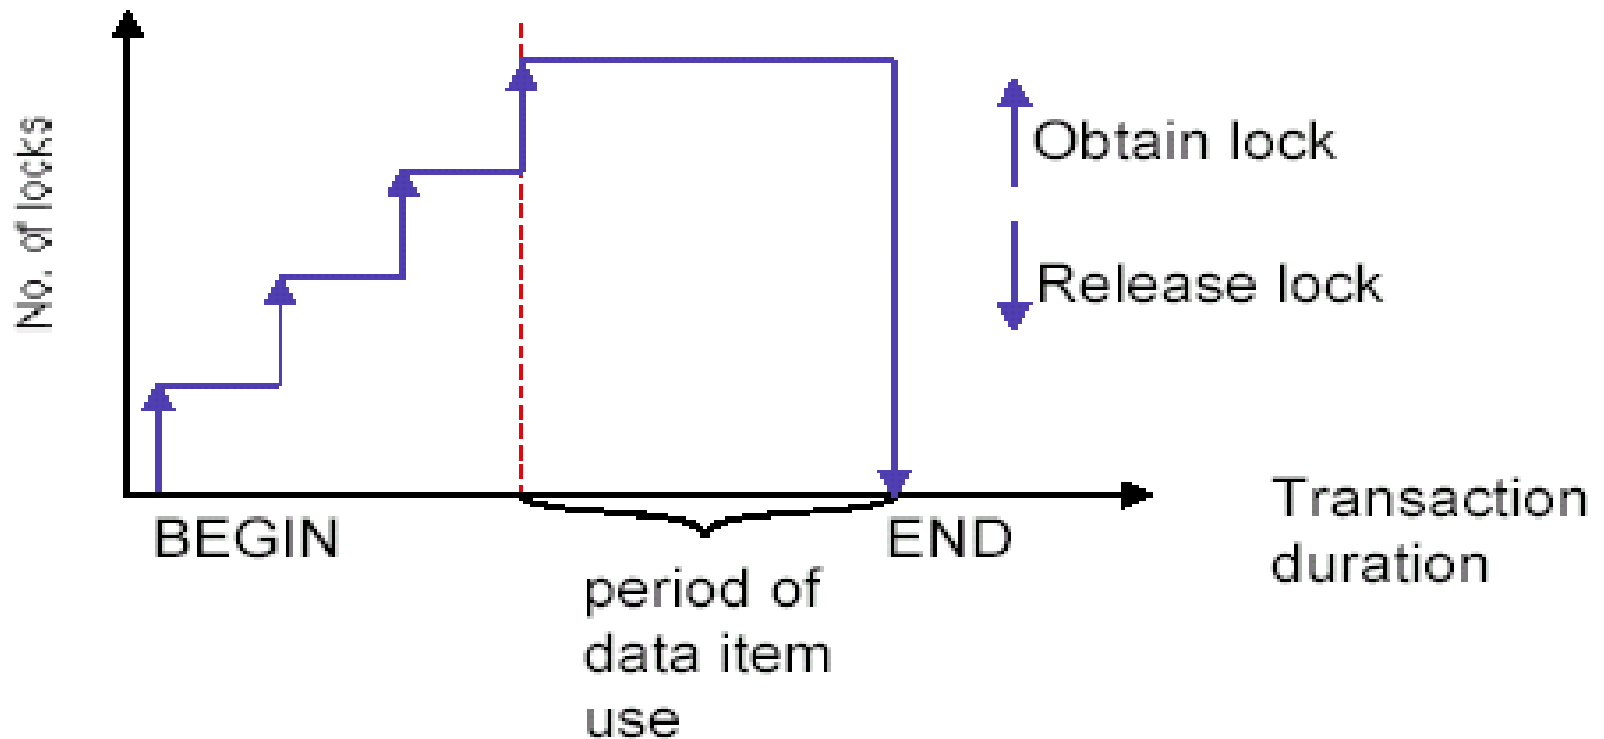 No. of locks
Obtain lock
Release lock
BEGIN
END
Transaction
duration
period of
data item
use